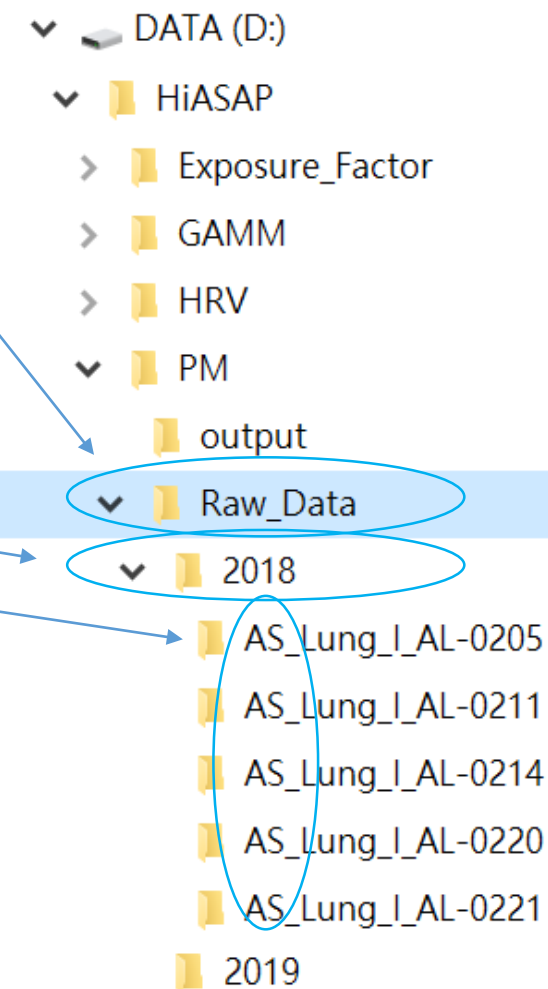 DATA (D:)
HiASAP
Exposure_Factor
GAMM
HRV
PM
output
Raw_Data
2018
AS_Lung_I_AL-0205
AS_Lung_I_AL-0211
AS_Lung_I_AL-0214
AS_Lung_I_AL-0220
AS_Lung_I_AL-0221
2019